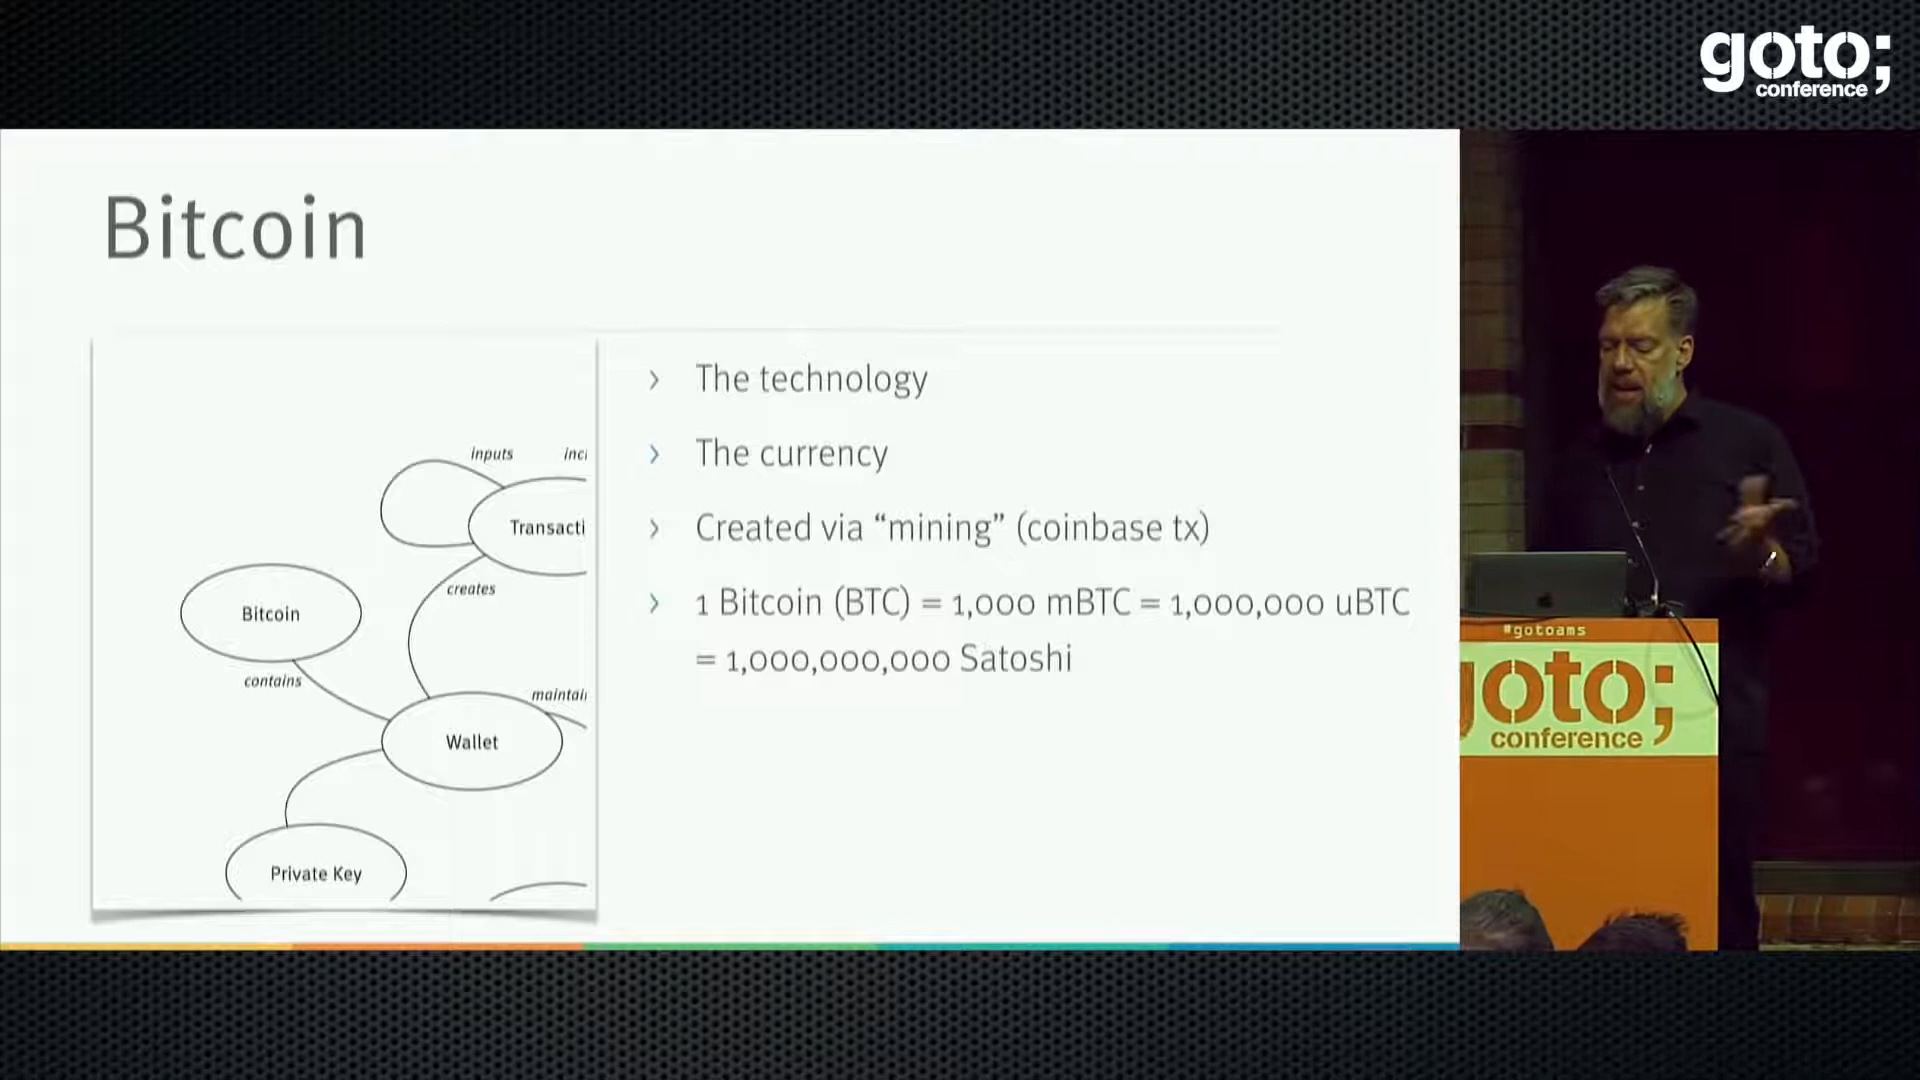 goto;
conference
Bitcoin
The technology
The currency
Created via “mining” (coinbase tx)
1 Bitcoin (BTC) = 1,000 mBTC = 1,000,000 uBTC
= 1,000,000,000 Satoshi
inputs
incl
Transacti
creates
Bitcoin
contains
maintai
Wallet
Private Key
#gotoams
goto;
conference